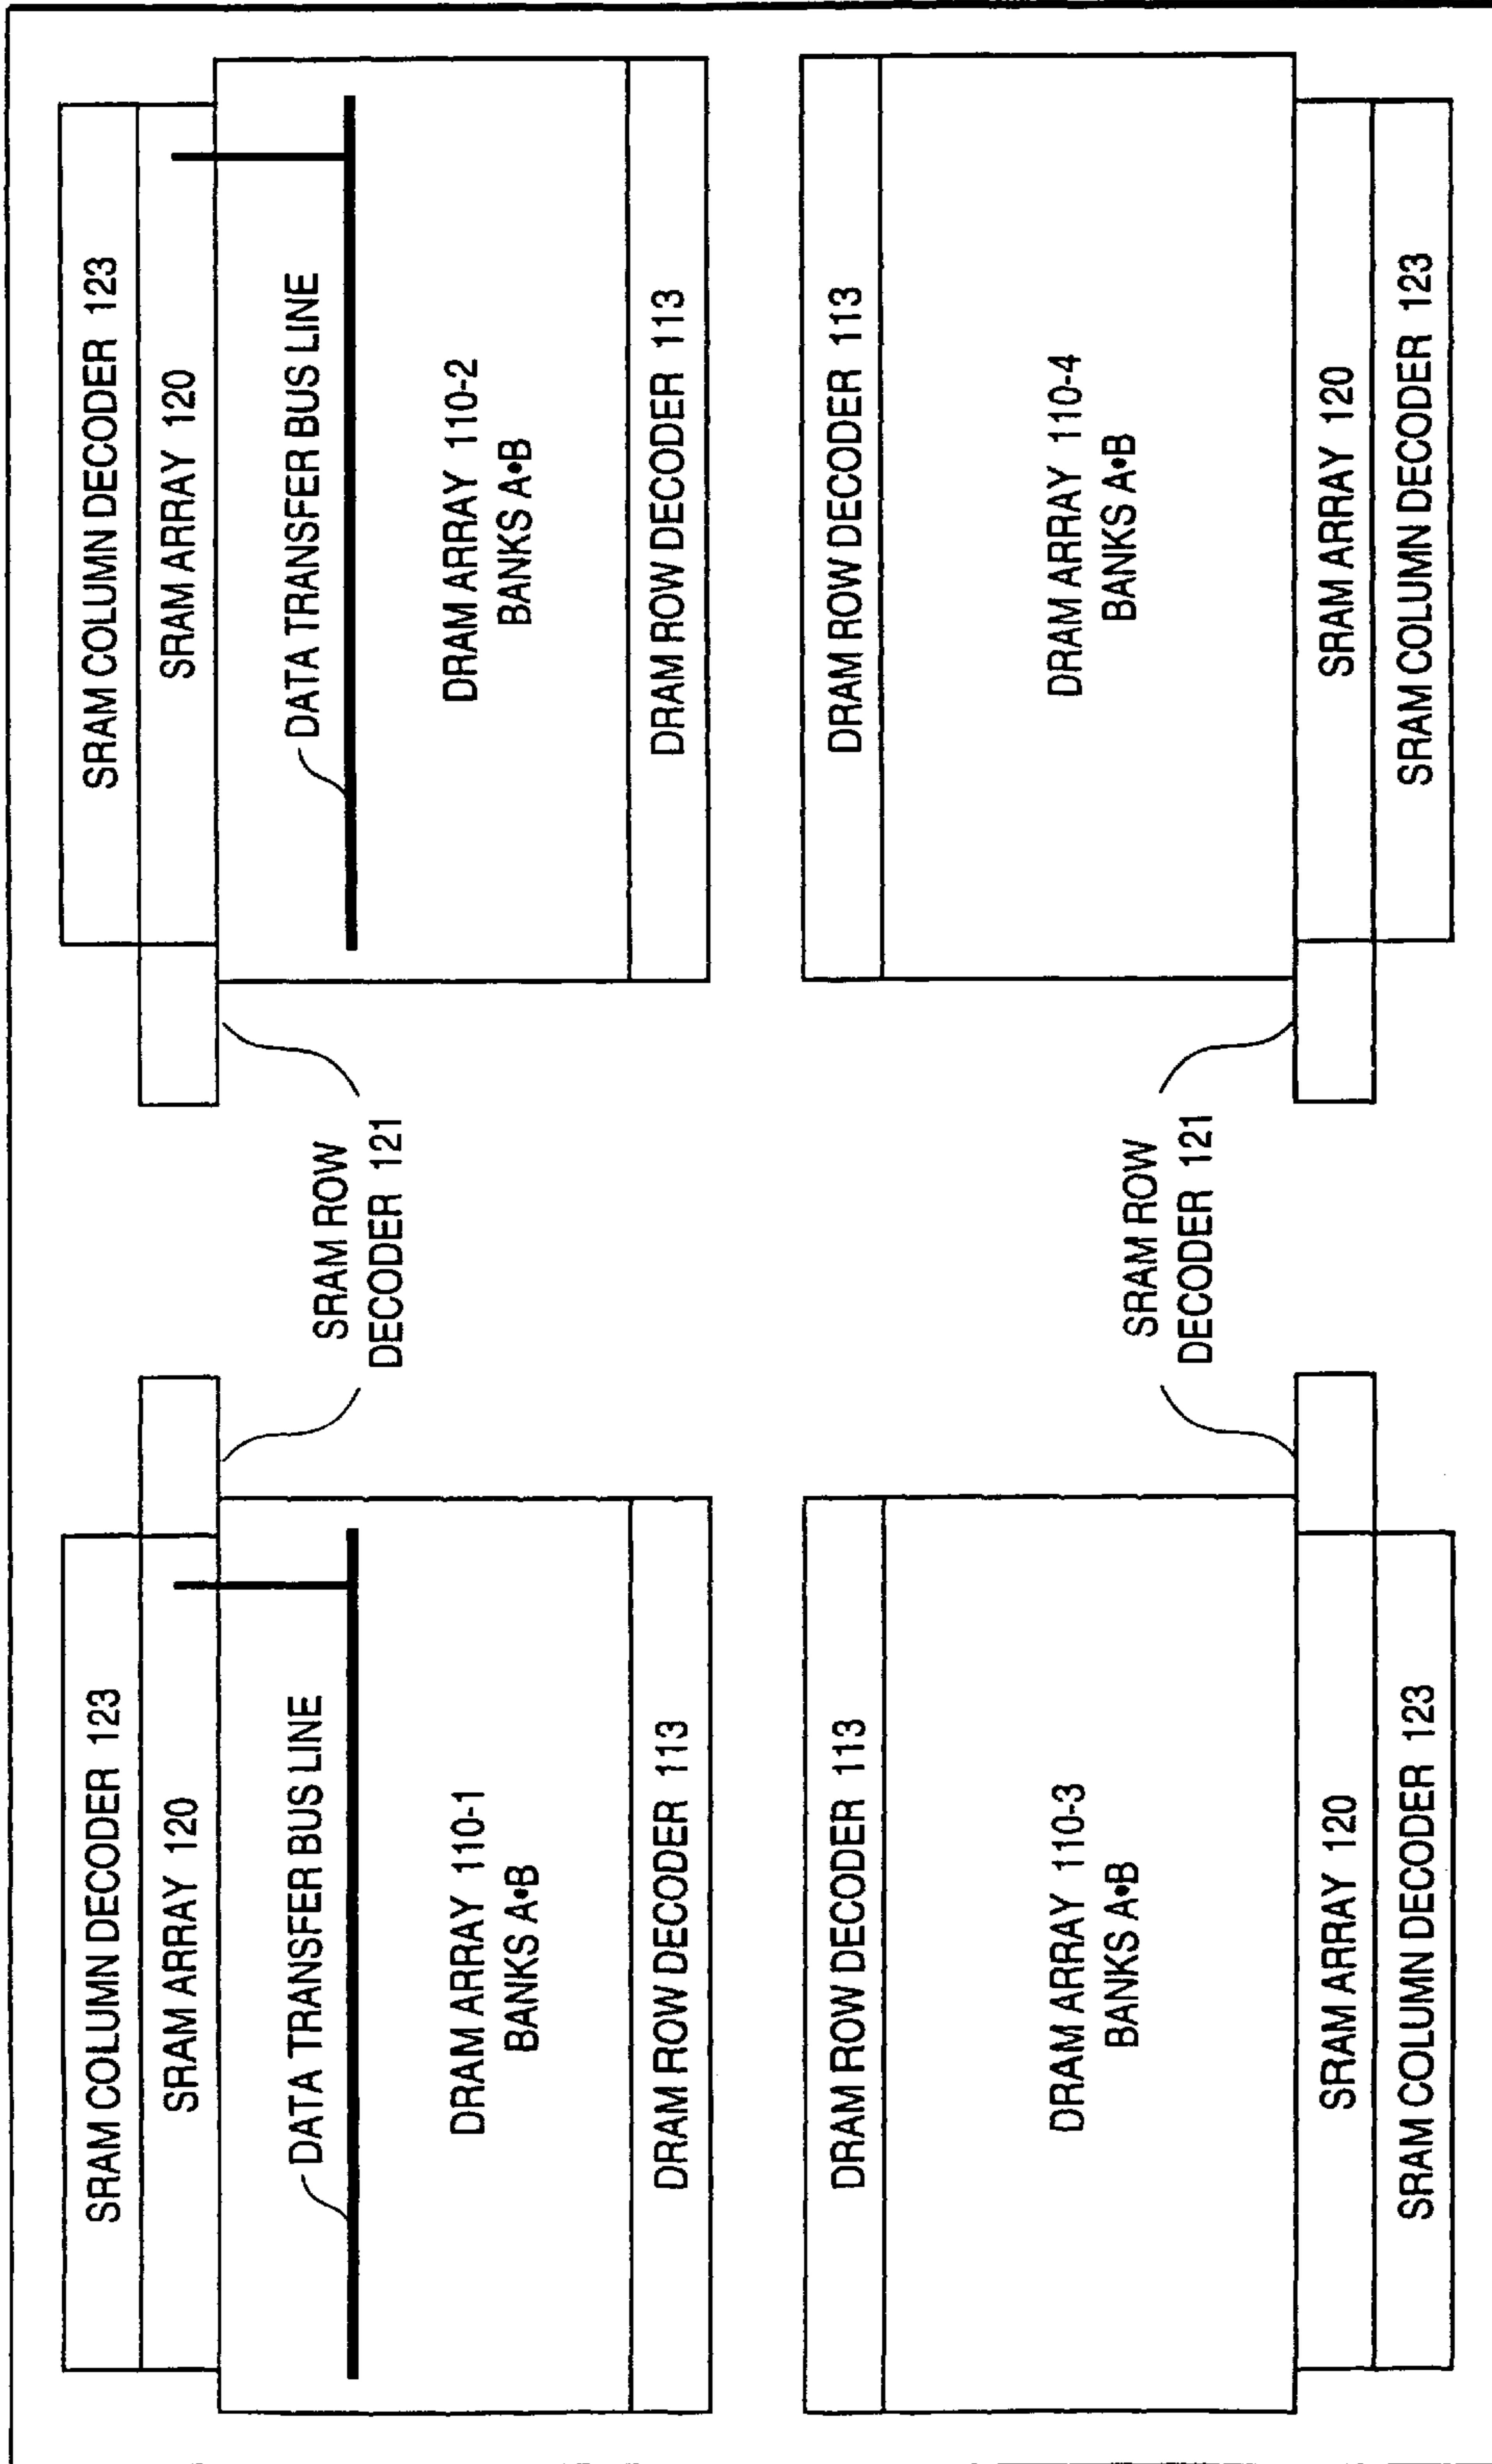 SRAM COLUMN DECODER 123
SRAM ARRAY 120
DATA TRANSFER BUS LINE
DRAM ARRAY 110-1
BANKS A•B
DRAM ROW DECODER 113
SRAM ROW
DECODER 121
SRAM COLUMN DECODER 123
SRAM ARRAY 120
DATA TRANSFER BUS LINE
DRAM ARRAY 110-2
BANKS A•B
DRAM ROW DECODER 113
DRAM ROW DECODER 113
DRAM ARRAY 110-3
BANKS A•B
SRAM ARRAY 120
SRAM COLUMN DECODER 123
SRAM ROW
DECODER 121
DRAM ROW DECODER 113
DRAM ARRAY 110-4
BANKS A•B
SRAM ARRAY 120
SRAM COLUMN DECODER 123